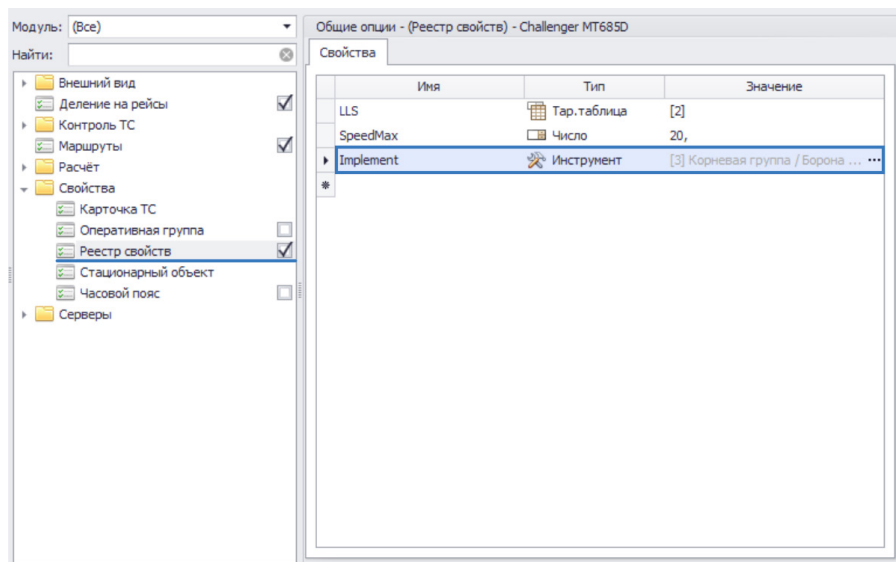 Модуль: (Все)
Найти:
Внешний вид
Деление на рейсы
Контроль ТС
Маршруты
Расчёт
Свойства
Карточка ТС
Оперативная группа
Реестр свойств
Стационарный объект
Часовой пояс
Серверы
Общие опции - (Реестр свойств) - Challenger MT685D
Свойства
Имя Тип Значение
LLS Тар.таблица [2]
SpeedMax Число 20,
Implement Инструмент [3] Корневая группа / Борона ... ...